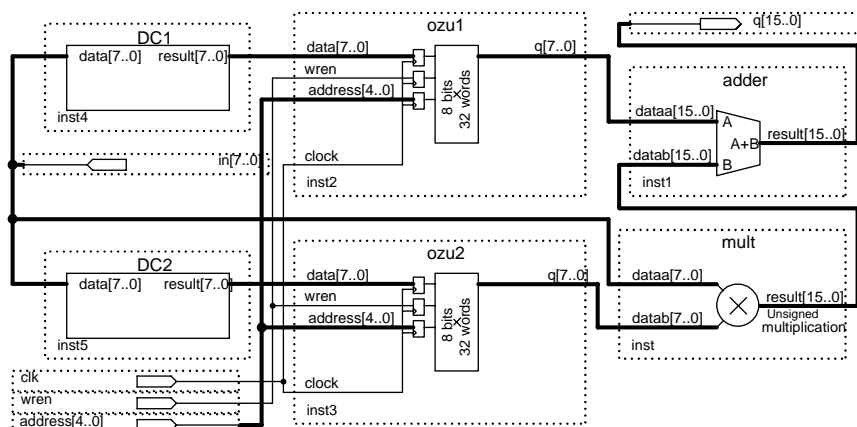 DC1
data[7..0] result[7..0]
inst4
ozu1
data[7..0] q[7..0]
wren
address[4..0]
8 bits
×
32 words
clock
inst2
q[15..0]
adder
dataa[15..0] A
A+B result[15..0]
datab[15..0] B
inst1
in[7..0]
DC2
data[7..0] result[7..0]
inst5
ozu2
data[7..0] q[7..0]
wren
address[4..0]
8 bits
×
32 words
clock
inst3
mult
dataa[7..0]
result[15..0]
datab[7..0]
Unsigned
multiplication
inst
clk
wren
address[4..0]